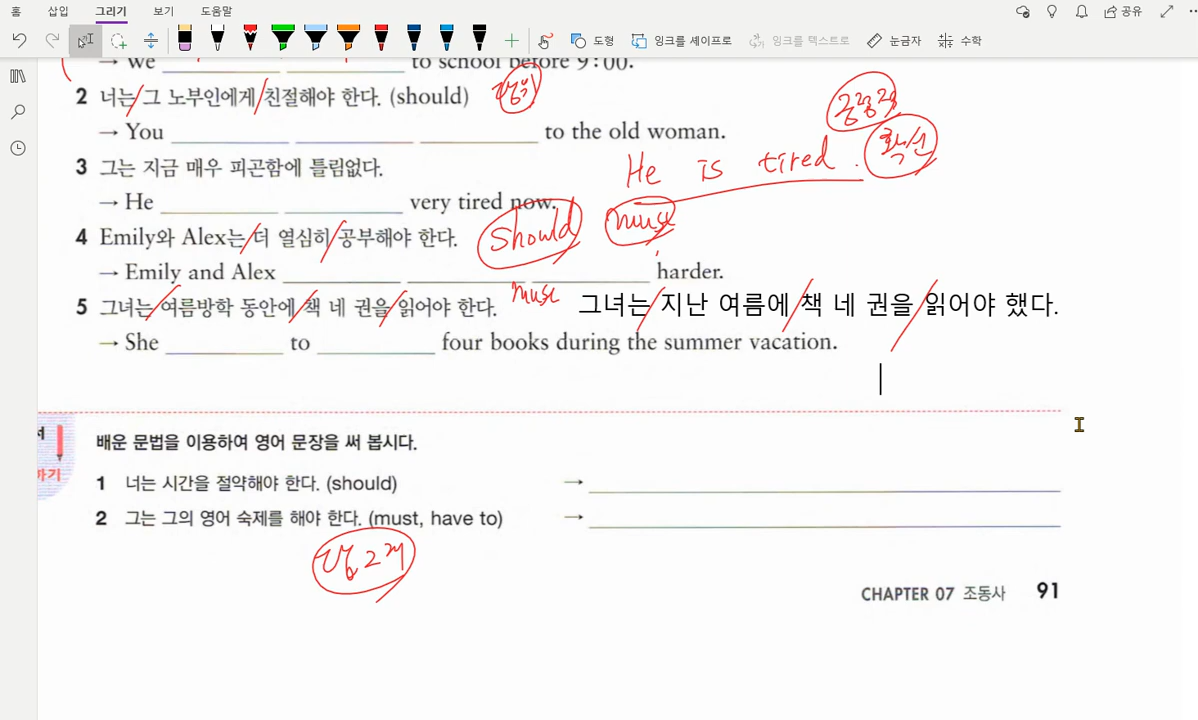 홈 삽입 그리기 보기 도움말
공유
도형 잉크를 셰이프로 잉크를 텍스트로 눈금자 수학
→ We to school before 9:00.
2 너는 그 노부인에게 친절해야 한다. (should)
→ You to the old woman.
3 그는 지금 매우 피곤함에 틀림없다.
He is tired. 확신
→ He very tired now.
4 Emily와 Alex는 더 열심히 공부해야 한다.
should must
→ Emily and Alex harder.
must
5 그녀는 여름방학 동안에 책 네 권을 읽어야 한다. 그녀는 지난 여름에 책 네 권을 읽어야 했다.
→ She to four books during the summer vacation.
하기
배운 문법을 이용하여 영어 문장을 써 봅시다.
1 너는 시간을 절약해야 한다. (should) →
2 그는 그의 영어 숙제를 해야 한다. (must, have to) →
답 2개
CHAPTER 07 조동사 91